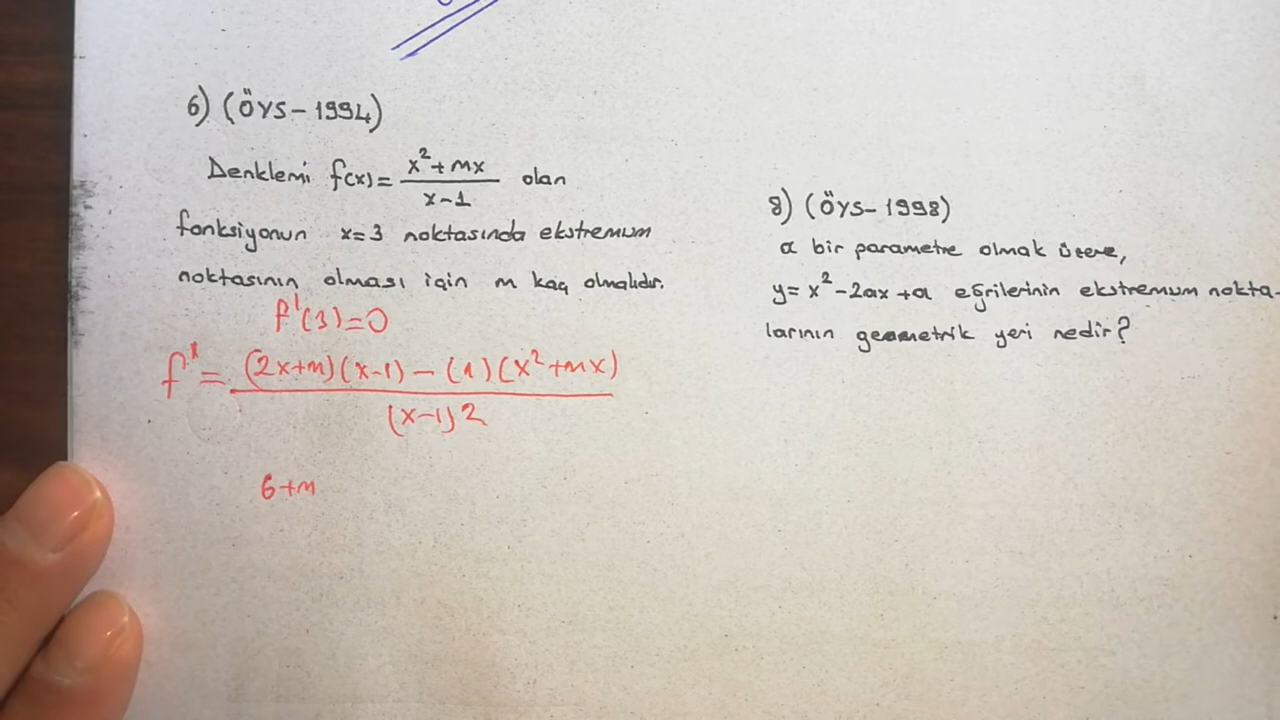 6) (ÖYS-1994)
Denklemi f(x) = x²+mx / x-1 olan
fonksiyonun x=3 noktasında ekstremum
noktasının olması için m kaç olmalıdır.
f'(3)=0
f' = (2x+m)(x-1) - (1)(x²+mx) / (x-1)2
6+m
8) (ÖYS-1998)
a bir parametre olmak üzere,
y=x²-2ax+a eğrilerinin ekstremum nokta-
larının geometrik yeri nedir?